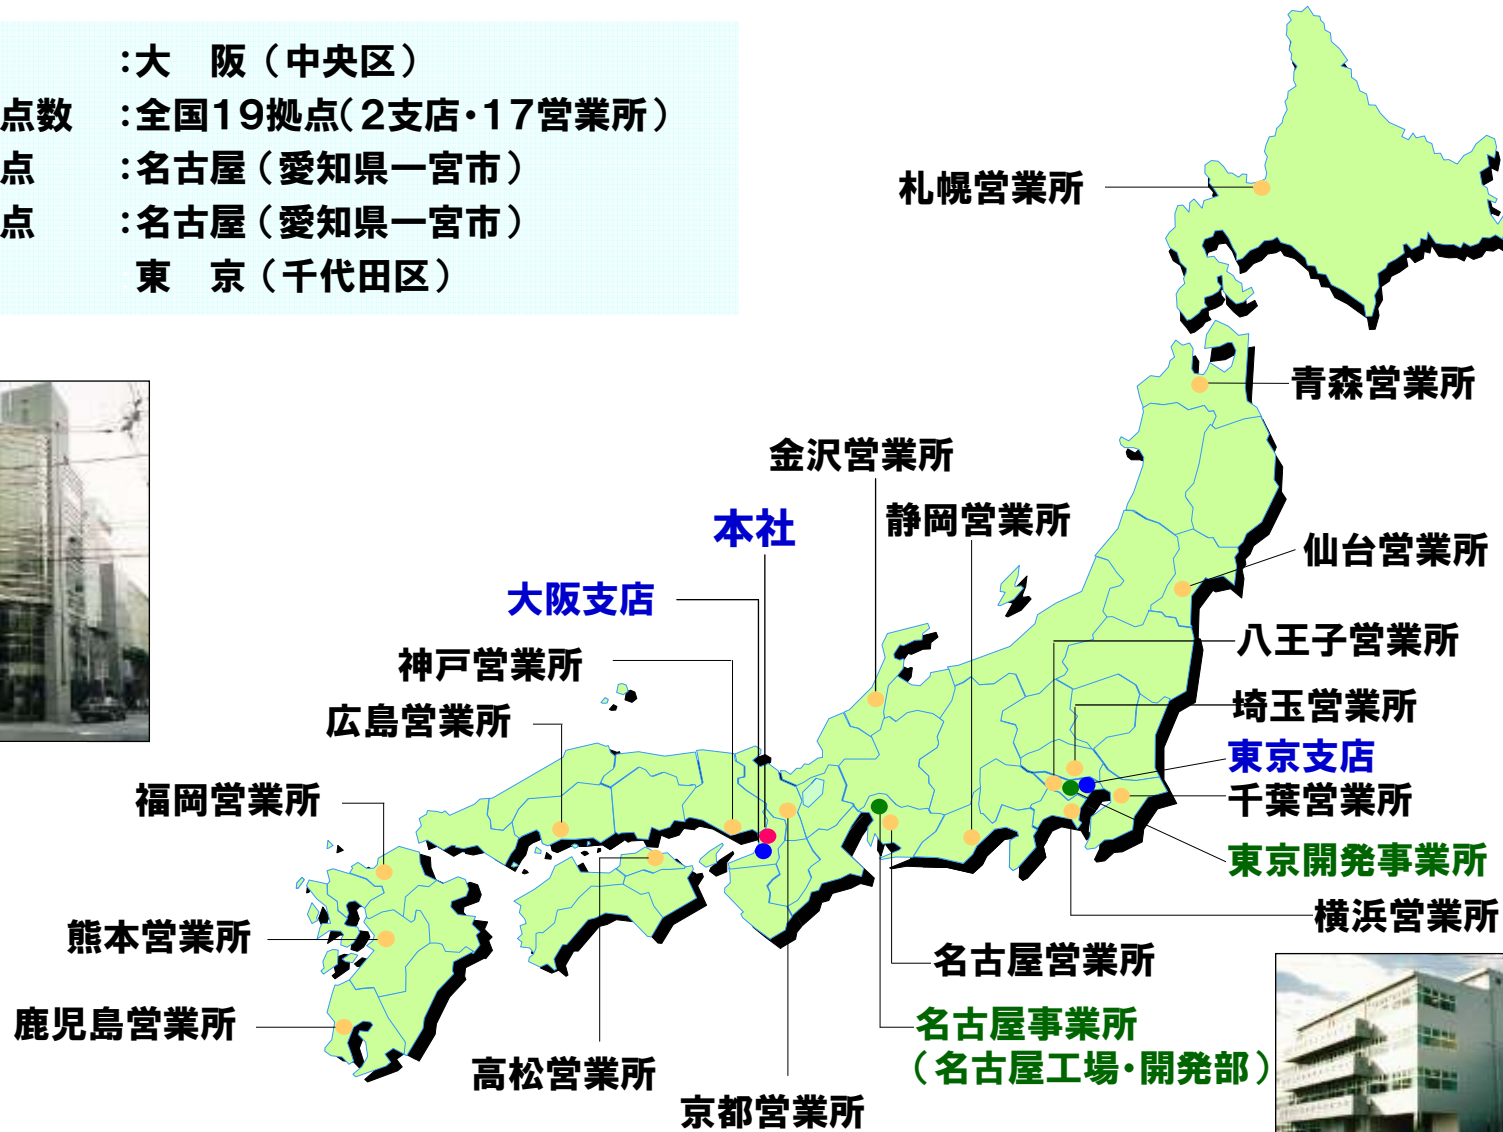 :大　阪（中央区）
点数　:全国19拠点（2支店・17営業所）
点　:名古屋（愛知県一宮市）
点　:名古屋（愛知県一宮市）
東　京（千代田区）
札幌営業所
青森営業所
金沢営業所
静岡営業所
本社
仙台営業所
大阪支店
八王子営業所
神戸営業所
埼玉営業所
広島営業所
東京支店
千葉営業所
福岡営業所
東京開発事業所
横浜営業所
熊本営業所
名古屋営業所
鹿児島営業所
名古屋事業所
（名古屋工場・開発部）
高松営業所
京都営業所